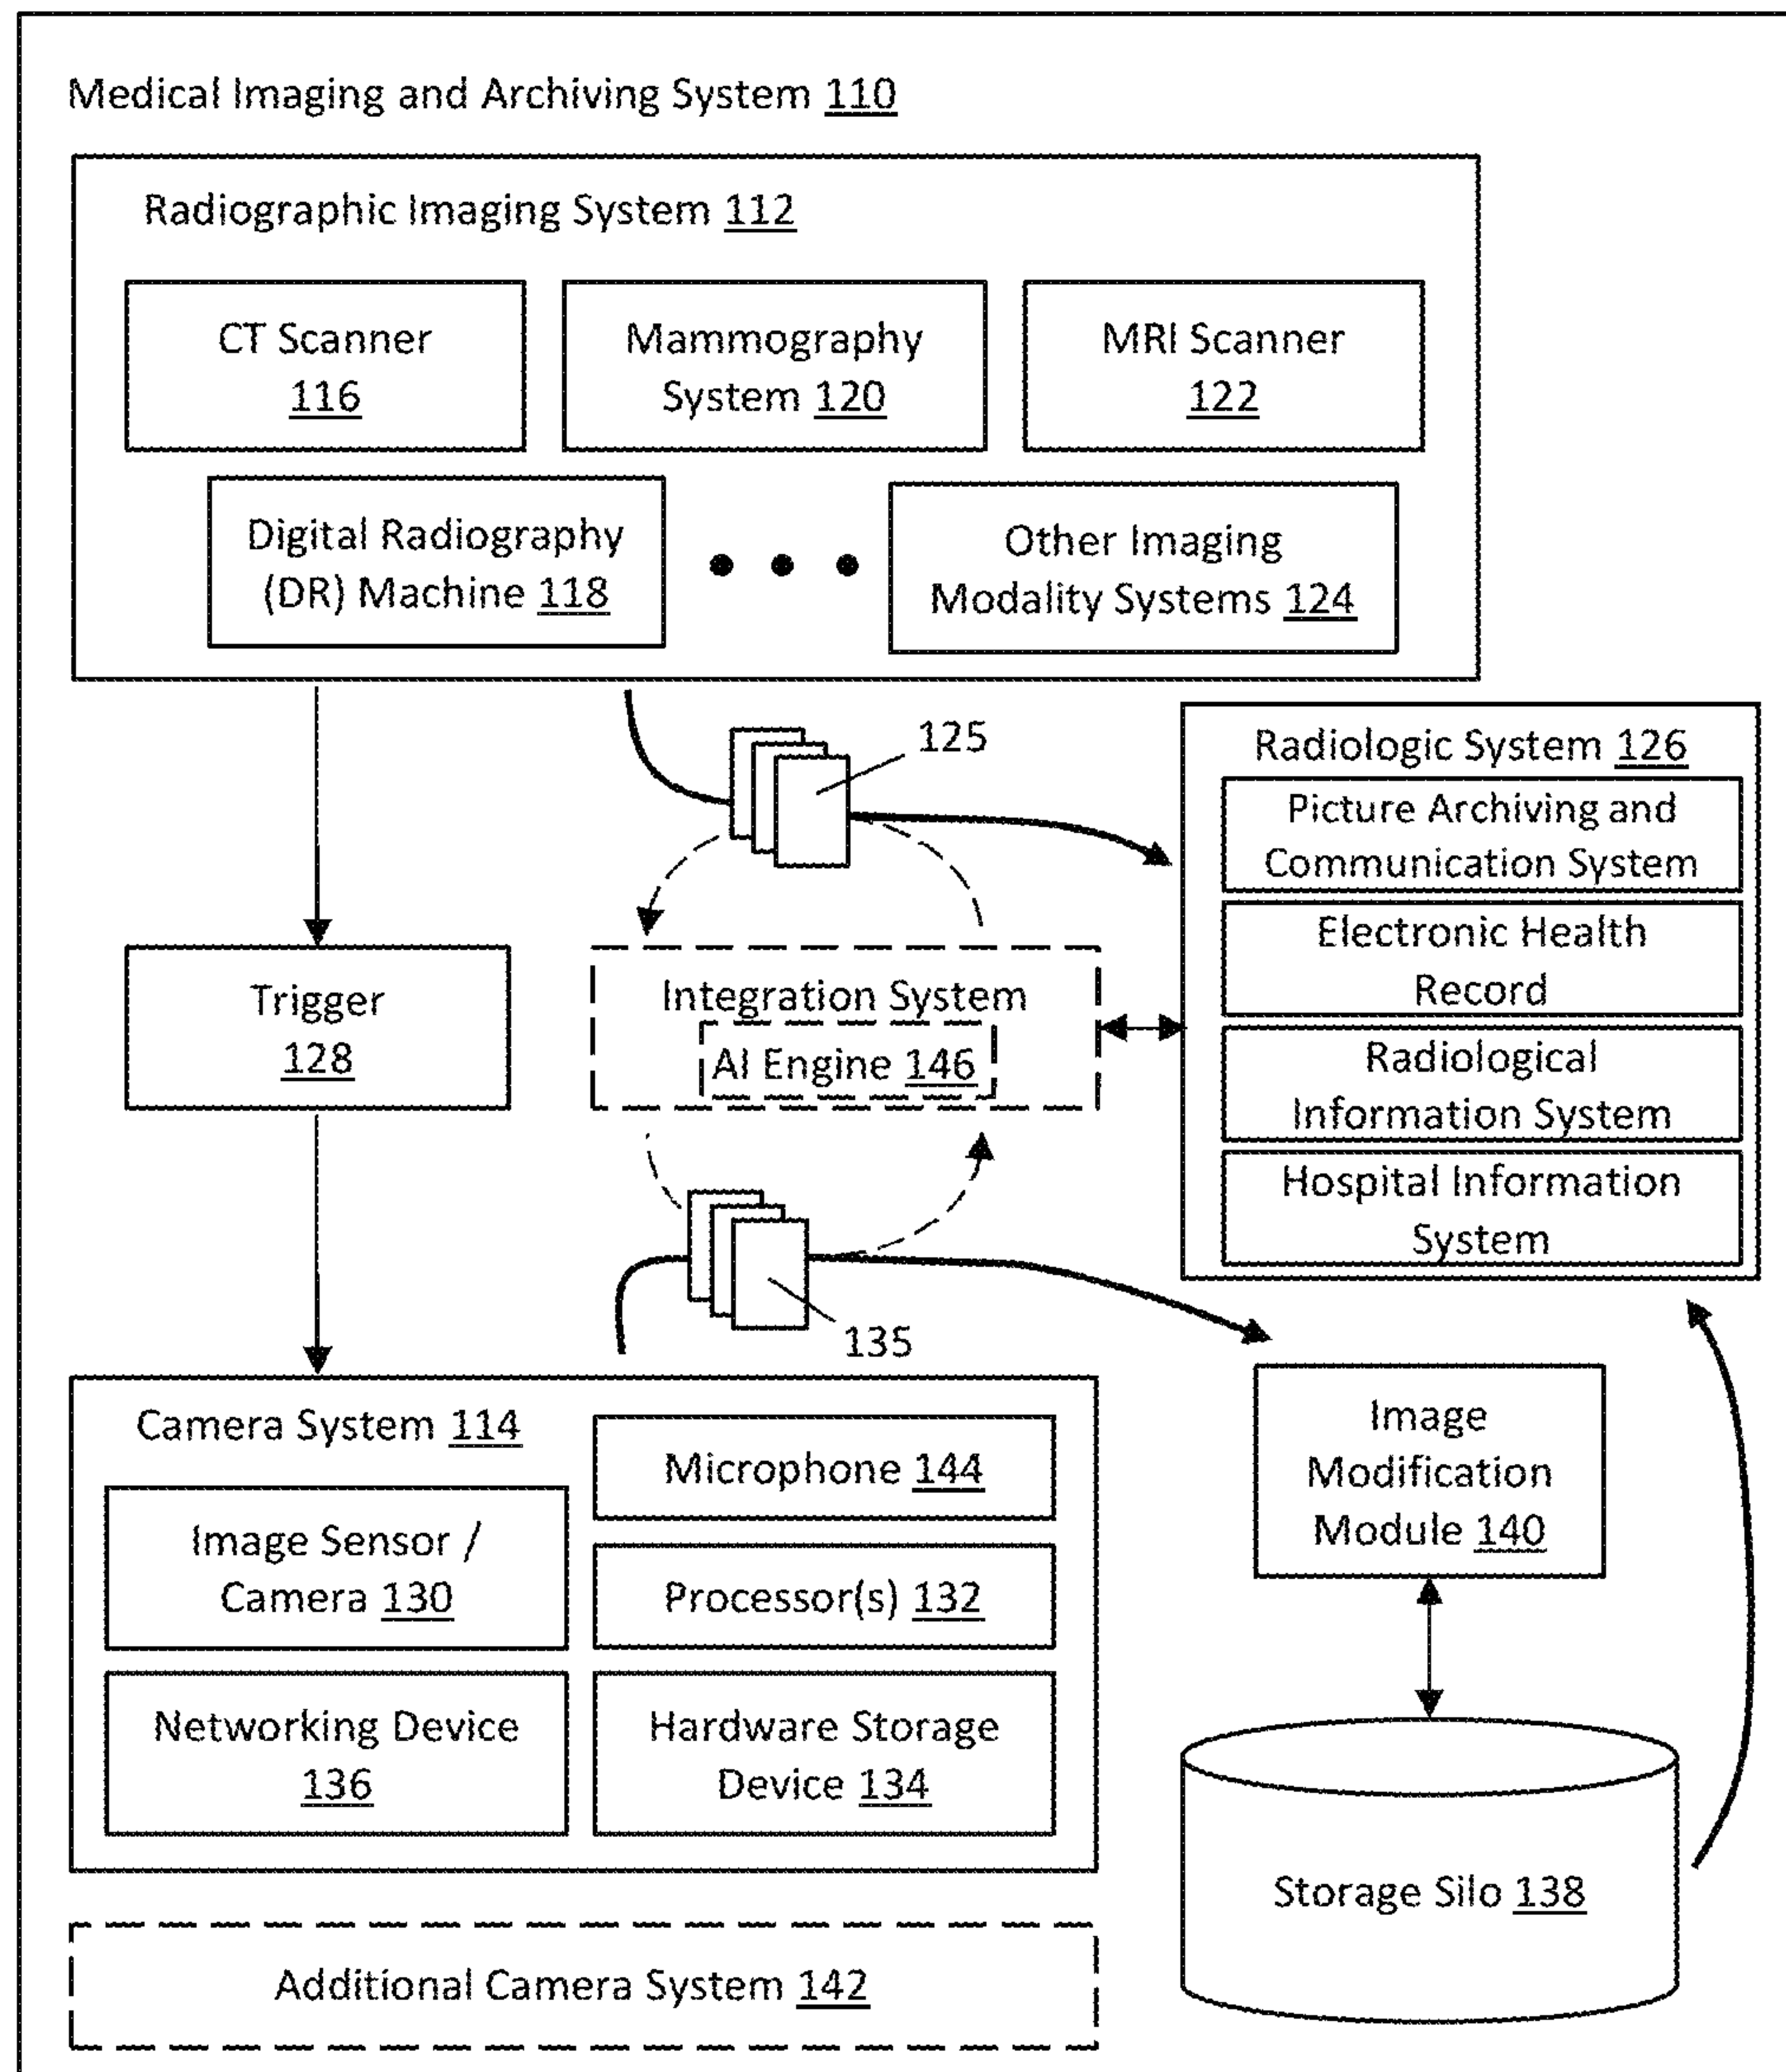 Medical Imaging and Archiving System 110
Radiographic Imaging System 112
CT Scanner
116
Mammography
System 120
MRI Scanner
122
Digital Radiography
(DR) Machine 118
Other Imaging
Modality Systems 124
125
Radiologic System 126
Picture Archiving and
Communication System
Electronic Health
Record
Radiological
Information System
Hospital Information
System
Trigger
128
Integration System
AI Engine 146
135
Camera System 114
Microphone 144
Image Sensor /
Camera 130
Processor(s) 132
Networking Device
136
Hardware Storage
Device 134
Image
Modification
Module 140
Storage Silo 138
Additional Camera System 142